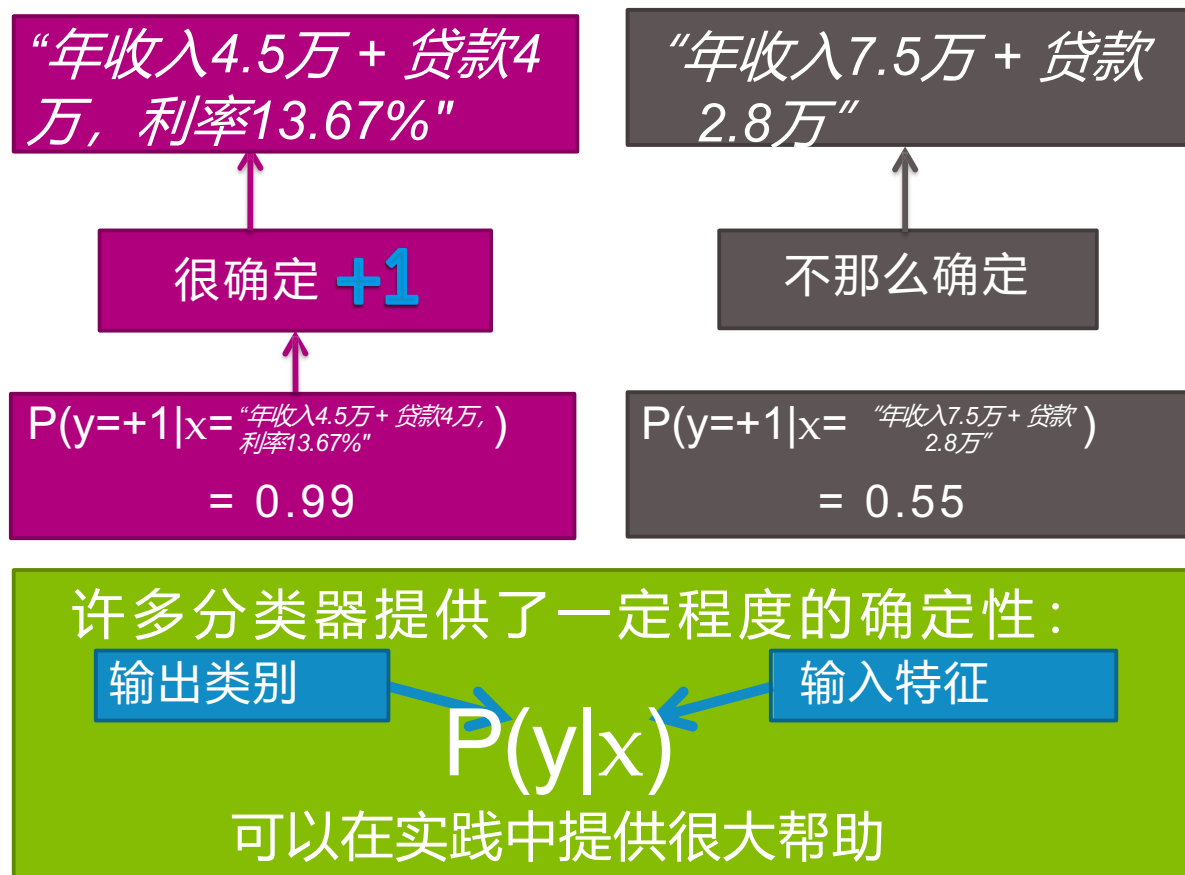 “年收入4.5万 + 贷款4
万，利率13.67%"
“年收入7.5万 + 贷款
2.8万”
很确定 +1
不那么确定
P(y=+1|x= “年收入4.5万 + 贷款4万，
利率13.67%" )
= 0.99
P(y=+1|x= “年收入7.5万 + 贷款
2.8万” )
= 0.55
许多分类器提供了一定程度的确定性：
输出类别
输入特征
P(y|x)
可以在实践中提供很大帮助